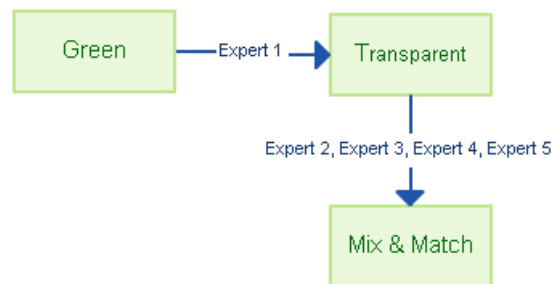 Green
Expert 1
Transparent
Expert 2, Expert 3, Expert 4, Expert 5
Mix & Match